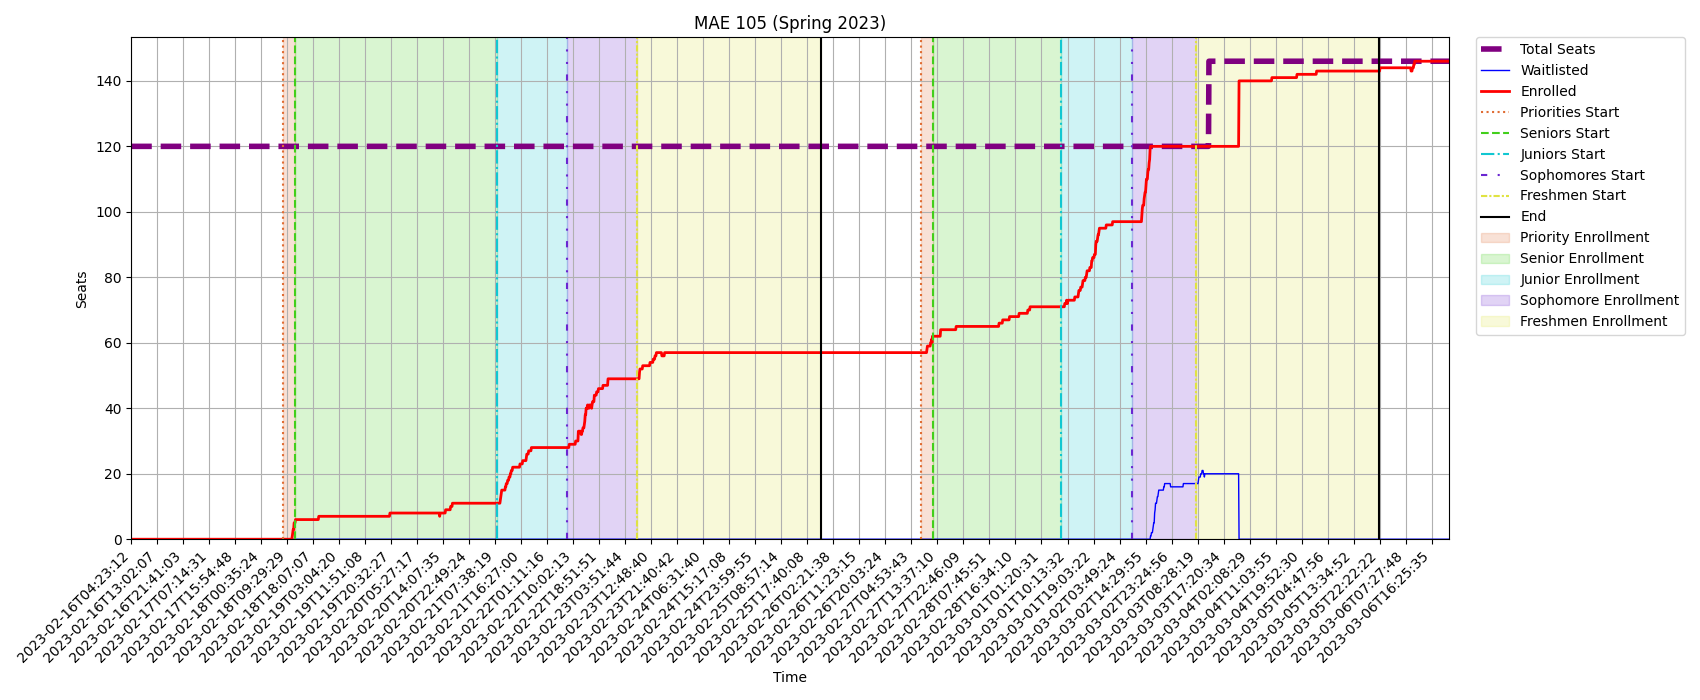 MAE 105 (Spring 2023)
Seats
140
120
100
80
60
40
20
0
2023-02-16T04:23:12
2023-02-16T13:02:07
2023-02-16T21:41:03
2023-02-17T07:14:31
2023-02-17T15:54:48
2023-02-18T00:35:24
2023-02-18T09:29:29
2023-02-18T18:07:07
2023-02-19T03:04:20
2023-02-19T11:51:08
2023-02-19T20:32:27
2023-02-20T05:27:17
2023-02-20T14:07:35
2023-02-20T22:49:24
2023-02-21T07:38:19
2023-02-21T16:27:00
2023-02-22T01:11:16
2023-02-22T10:02:13
2023-02-22T18:51:51
2023-02-23T03:51:44
2023-02-23T12:48:40
2023-02-23T21:40:42
2023-02-24T06:31:40
2023-02-24T15:17:08
2023-02-24T23:59:55
2023-02-25T08:57:14
2023-02-25T17:40:08
2023-02-26T02:21:38
2023-02-26T11:23:15
2023-02-26T20:03:24
2023-02-27T04:53:43
2023-02-27T13:37:10
2023-02-27T22:46:09
2023-02-28T07:45:51
2023-02-28T16:34:10
2023-03-01T01:20:31
2023-03-01T10:13:32
2023-03-01T19:03:22
2023-03-02T03:49:24
2023-03-02T14:29:55
2023-03-02T23:24:56
2023-03-03T08:28:19
2023-03-03T17:20:34
2023-03-04T02:08:29
2023-03-04T11:03:55
2023-03-04T19:52:30
2023-03-05T04:47:56
2023-03-05T13:34:52
2023-03-05T22:22:22
2023-03-06T07:27:48
2023-03-06T16:25:35
Time
Total Seats
Waitlisted
Enrolled
Priorities Start
Seniors Start
Juniors Start
Sophomores Start
Freshmen Start
End
Priority Enrollment
Senior Enrollment
Junior Enrollment
Sophomore Enrollment
Freshmen Enrollment